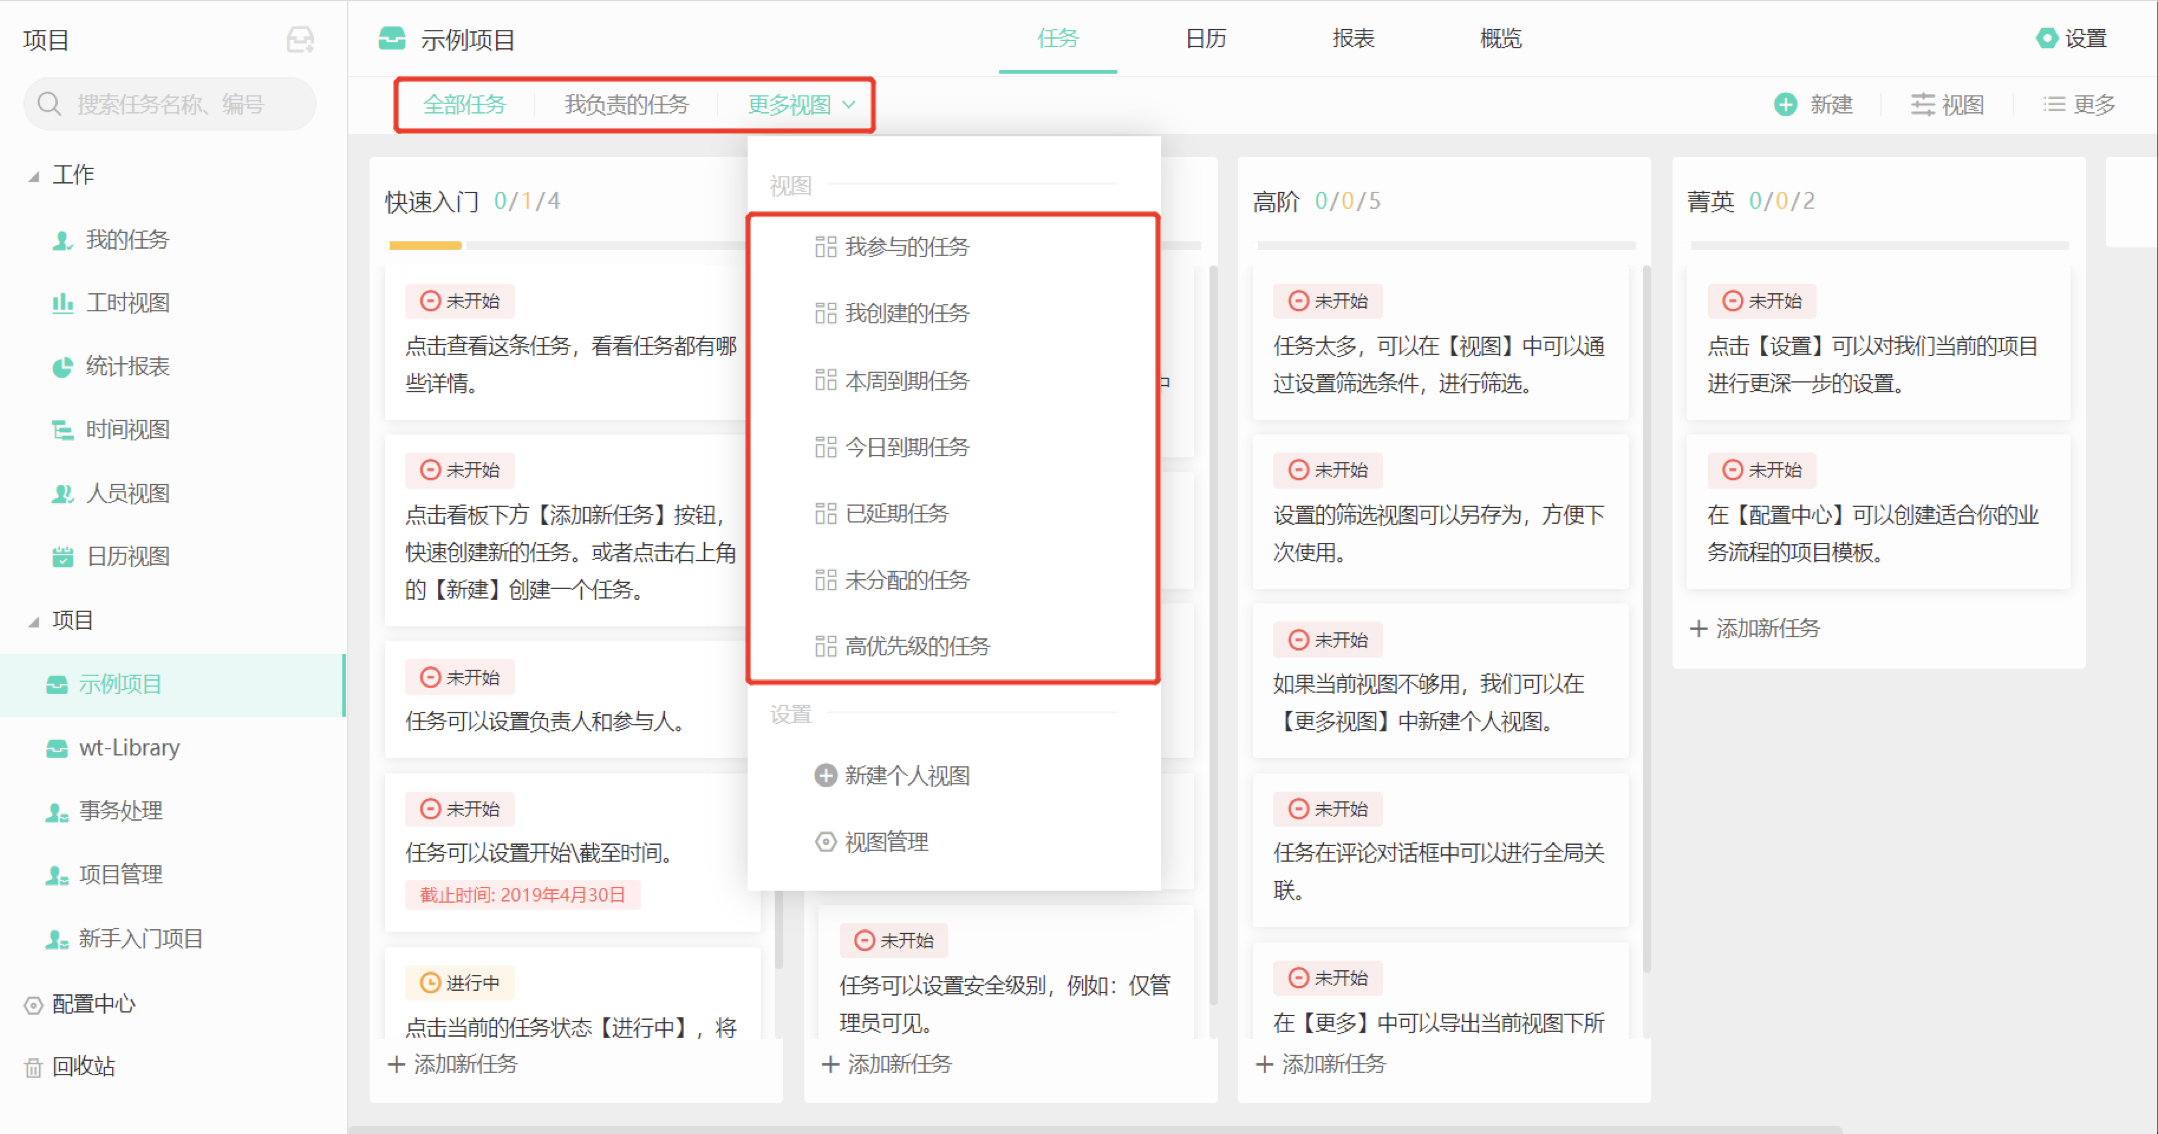 项目
搜索任务名称、编号
工作
我的任务
工时视图
统计报表
时间视图
人员视图
日历视图
项目
示例项目
wt-Library
事务处理
项目管理
新手入门项目
配置中心
回收站
示例项目
任务
日历
报表
概览
设置
全部任务
我负责的任务
更多视图
新建
视图
更多
快速入门 0/1/4
未开始
点击查看这条任务，看看任务都有哪
些详情。
未开始
点击看板下方【添加新任务】按钮，
快速创建新的任务。或者点击右上角
的【新建】创建一个任务。
未开始
任务可以设置负责人和参与人。
未开始
任务可以设置开始\截至时间。
截止时间: 2019年4月30日
进行中
点击当前的任务状态【进行中】，将
添加新任务
视图
我参与的任务
我创建的任务
本周到期任务
今日到期任务
已延期任务
未分配的任务
高优先级的任务
设置
新建个人视图
视图管理
未开始
任务可以设置安全级别，例如：仅管
理员可见。
添加新任务
高阶 0/0/5
未开始
任务太多，可以在【视图】中可以通
过设置筛选条件，进行筛选。
未开始
设置的筛选视图可以另存为，方便下
次使用。
未开始
如果当前视图不够用，我们可以在
【更多视图】中新建个人视图。
未开始
任务在评论对话框中可以进行全局关
联。
未开始
在【更多】中可以导出当前视图下所
添加新任务
菁英 0/0/2
未开始
点击【设置】可以对我们当前的项目
进行更深一步的设置。
未开始
在【配置中心】可以创建适合你的业
务流程的项目模板。
添加新任务